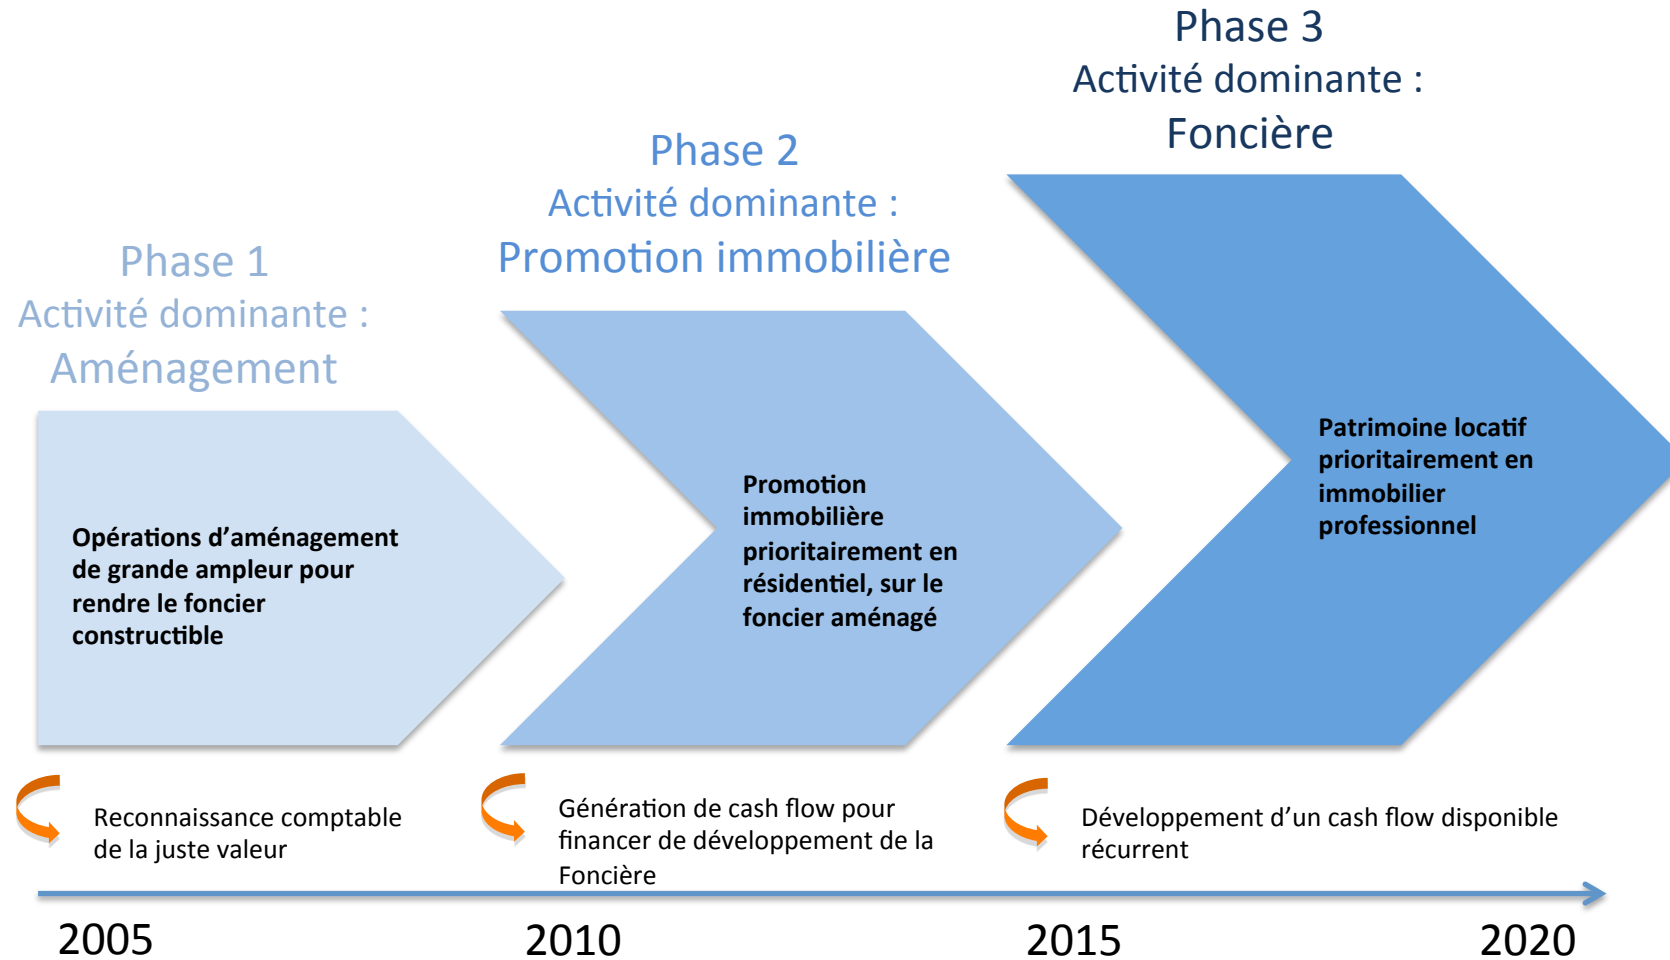 Phase 1
Activité dominante :
Aménagement
Phase 2
Activité dominante :
Promotion immobilière
Phase 3
Activité dominante :
Foncière
Opérations d’aménagement
de grande ampleur pour
rendre le foncier
constructible
Promotion
immobilière
prioritairement en
résidentiel, sur le
foncier aménagé
Patrimoine locatif
prioritairement en
immobilier
professionnel
Reconnaissance comptable
de la juste valeur
Génération de cash flow pour
financer de développement de la
Foncière
Développement d’un cash flow disponible
récurrent
2005
2010
2015
2020